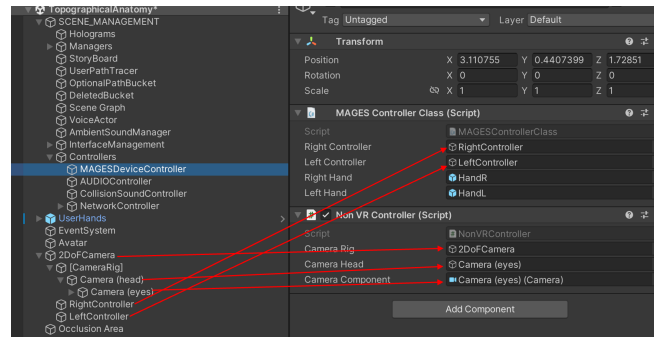 TopographicalAnatomy*
SCENE_MANAGEMENT
Holograms
Managers
StoryBoard
UserPathTracer
OptionalPathBucket
DeletedBucket
Scene Graph
VoiceActor
AmbientSoundManager
InterfaceManagement
Controllers
MAGESDeviceController
AUDIOController
CollisionSoundController
NetworkController
UserHands
EventSystem
Avatar
2DoFCamera
[CameraRig]
Camera (head)
Camera (eyes)
RightController
LeftController
Occlusion Area
Tag Untagged Layer Default
Transform
Position X 3.110755 Y 0.4407399 Z 1.72851
Rotation X 0 Y 0 Z 0
Scale X 1 Y 1 Z 1
MAGES Controller Class (Script)
Script MAGESControllerClass
Right Controller RightController
Left Controller LeftController
Right Hand HandR
Left Hand HandL
Non VR Controller (Script)
Script NonVRController
Camera Rig 2DoFCamera
Camera Head Camera (eyes)
Camera Component Camera (eyes) (Camera)
Add Component